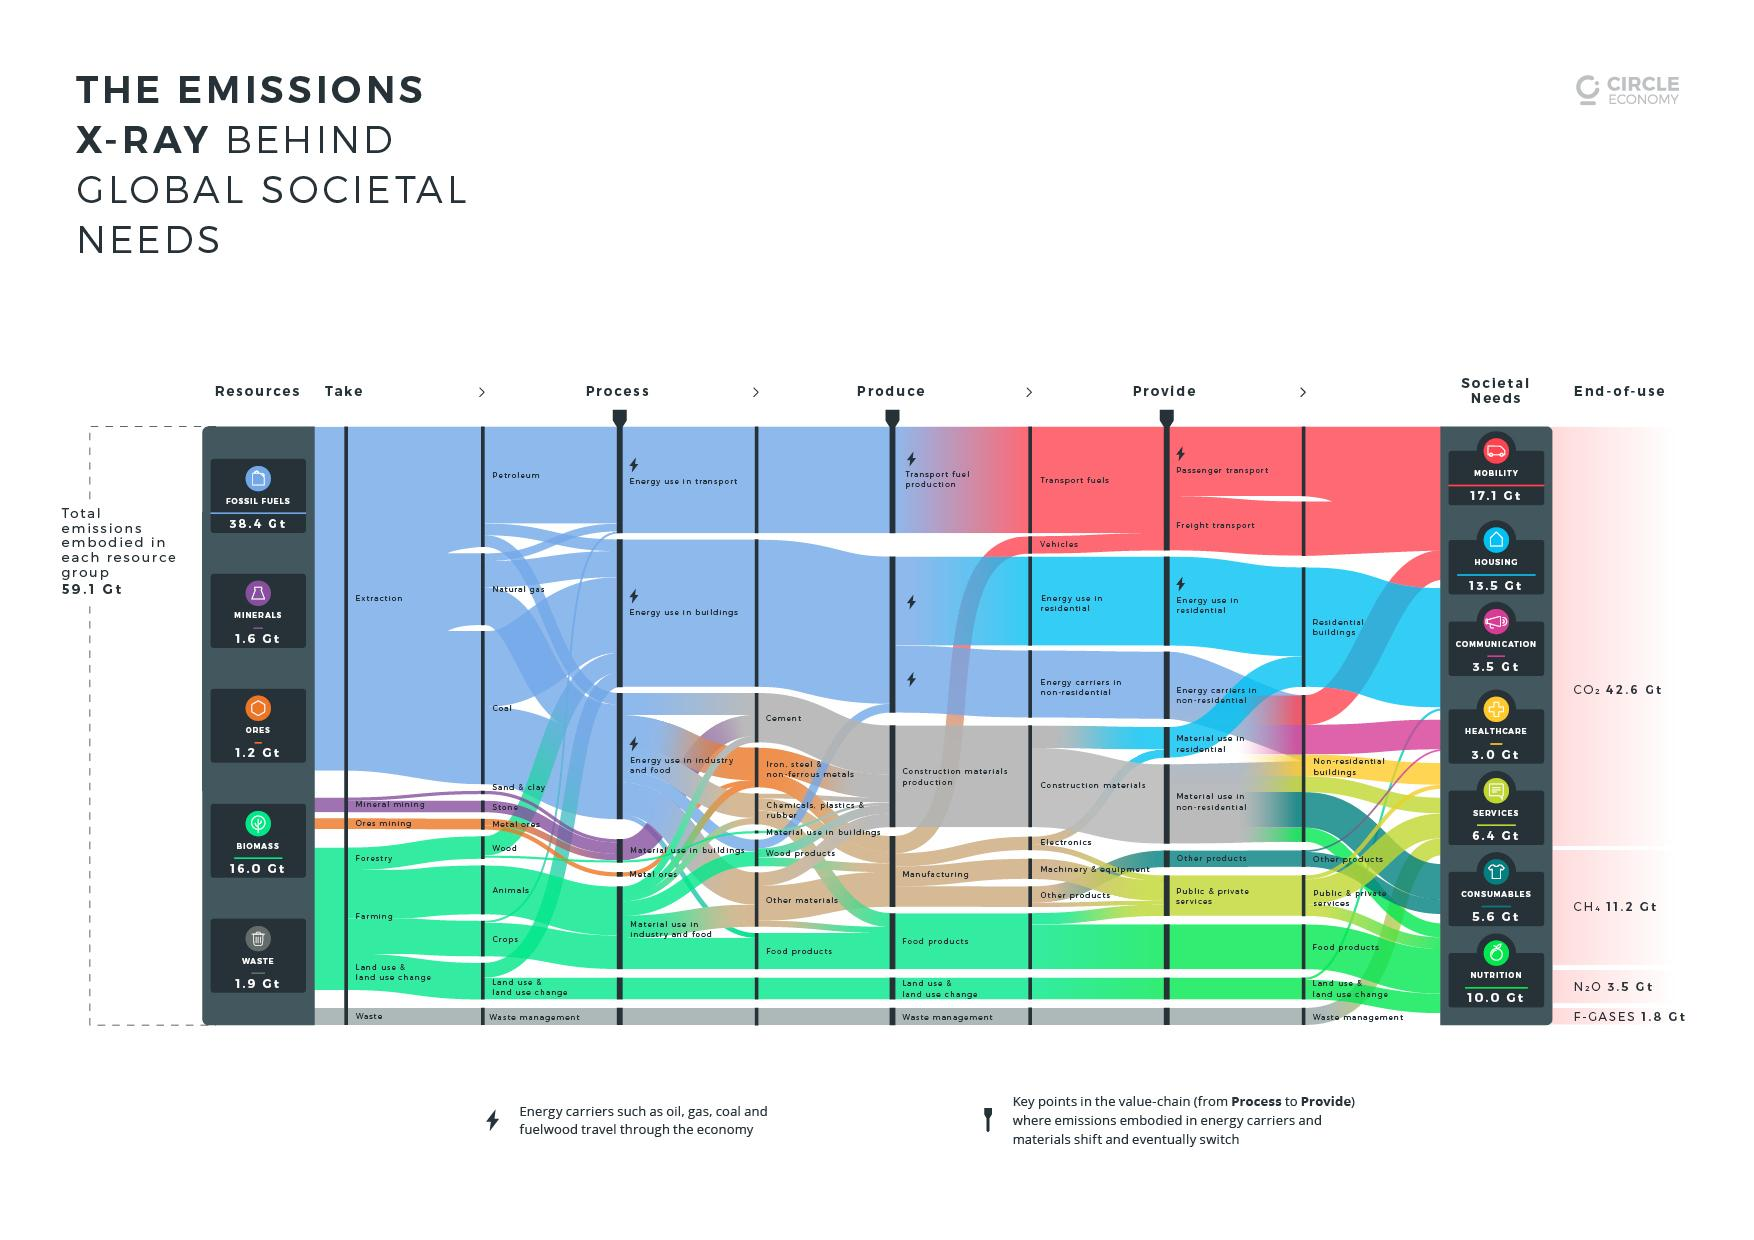 THE EMISSIONS
X-RAY BEHIND
GLOBAL SOCIETAL
NEEDS
CIRCLE
ECONOMY
Resources
Take
Process
Produce
Provide
Societal
Needs
End-of-use
Total
emissions
embodied in
each resource
group
59.1 Gt
FOSSIL FUELS
38.4 Gt
MINERALS
1.6 Gt
ORES
1.2 Gt
BIOMASS
16.0 Gt
WASTE
1.9 Gt
Extraction
Mineral mining
Ores mining
Forestry
Farming
Land use &
land use change
Waste
Petroleum
Natural gas
Coal
Sand & clay
Stone
Metal ores
Wood
Animals
Crops
Land use &
land use change
Waste management
Energy use in transport
Energy use in buildings
Energy use in industry
and food
Material use in buildings
Metal ores
Material use in
industry and food
Cement
Iron, steel &
non-ferrous metals
Chemicals, plastics &
rubber
Material use in buildings
Wood products
Other materials
Food products
Transport fuel
production
Construction materials
production
Manufacturing
Food products
Land use &
land use change
Waste management
Transport fuels
Vehicles
Energy use in
residential
Energy carriers in
non-residential
Construction materials
Electronics
Machinery & equipment
Other products
Passenger transport
Freight transport
Energy use in
residential
Energy carriers in
non-residential
Material use in
residential
Material use in
non-residential
Other products
Public & private
services
Residential
buildings
Non-residential
buildings
Other products
Public & private
services
Food products
Land use &
land use change
Waste management
MOBILITY
17.1 Gt
HOUSING
13.5 Gt
COMMUNICATION
3.5 Gt
HEALTHCARE
3.0 Gt
SERVICES
6.4 Gt
CONSUMABLES
5.6 Gt
NUTRITION
10.0 Gt
CO₂ 42.6 Gt
CH₄ 11.2 Gt
N₂O 3.5 Gt
F-GASES 1.8 Gt
Energy carriers such as oil, gas, coal and
fuelwood travel through the economy
Key points in the value-chain (from Process to Provide)
where emissions embodied in energy carriers and
materials shift and eventually switch